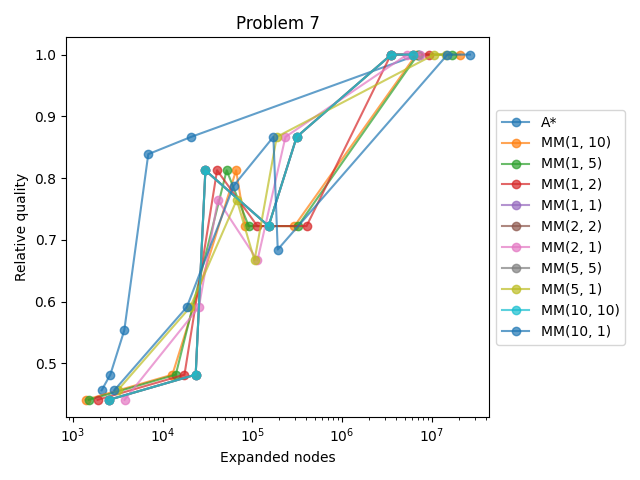 Problem 7
Relative quality
1.0
0.9
0.8
0.7
0.6
0.5
10³
10⁴
10⁵
10⁶
10⁷
Expanded nodes
A*
MM(1, 10)
MM(1, 5)
MM(1, 2)
MM(1, 1)
MM(2, 2)
MM(2, 1)
MM(5, 5)
MM(5, 1)
MM(10, 10)
MM(10, 1)